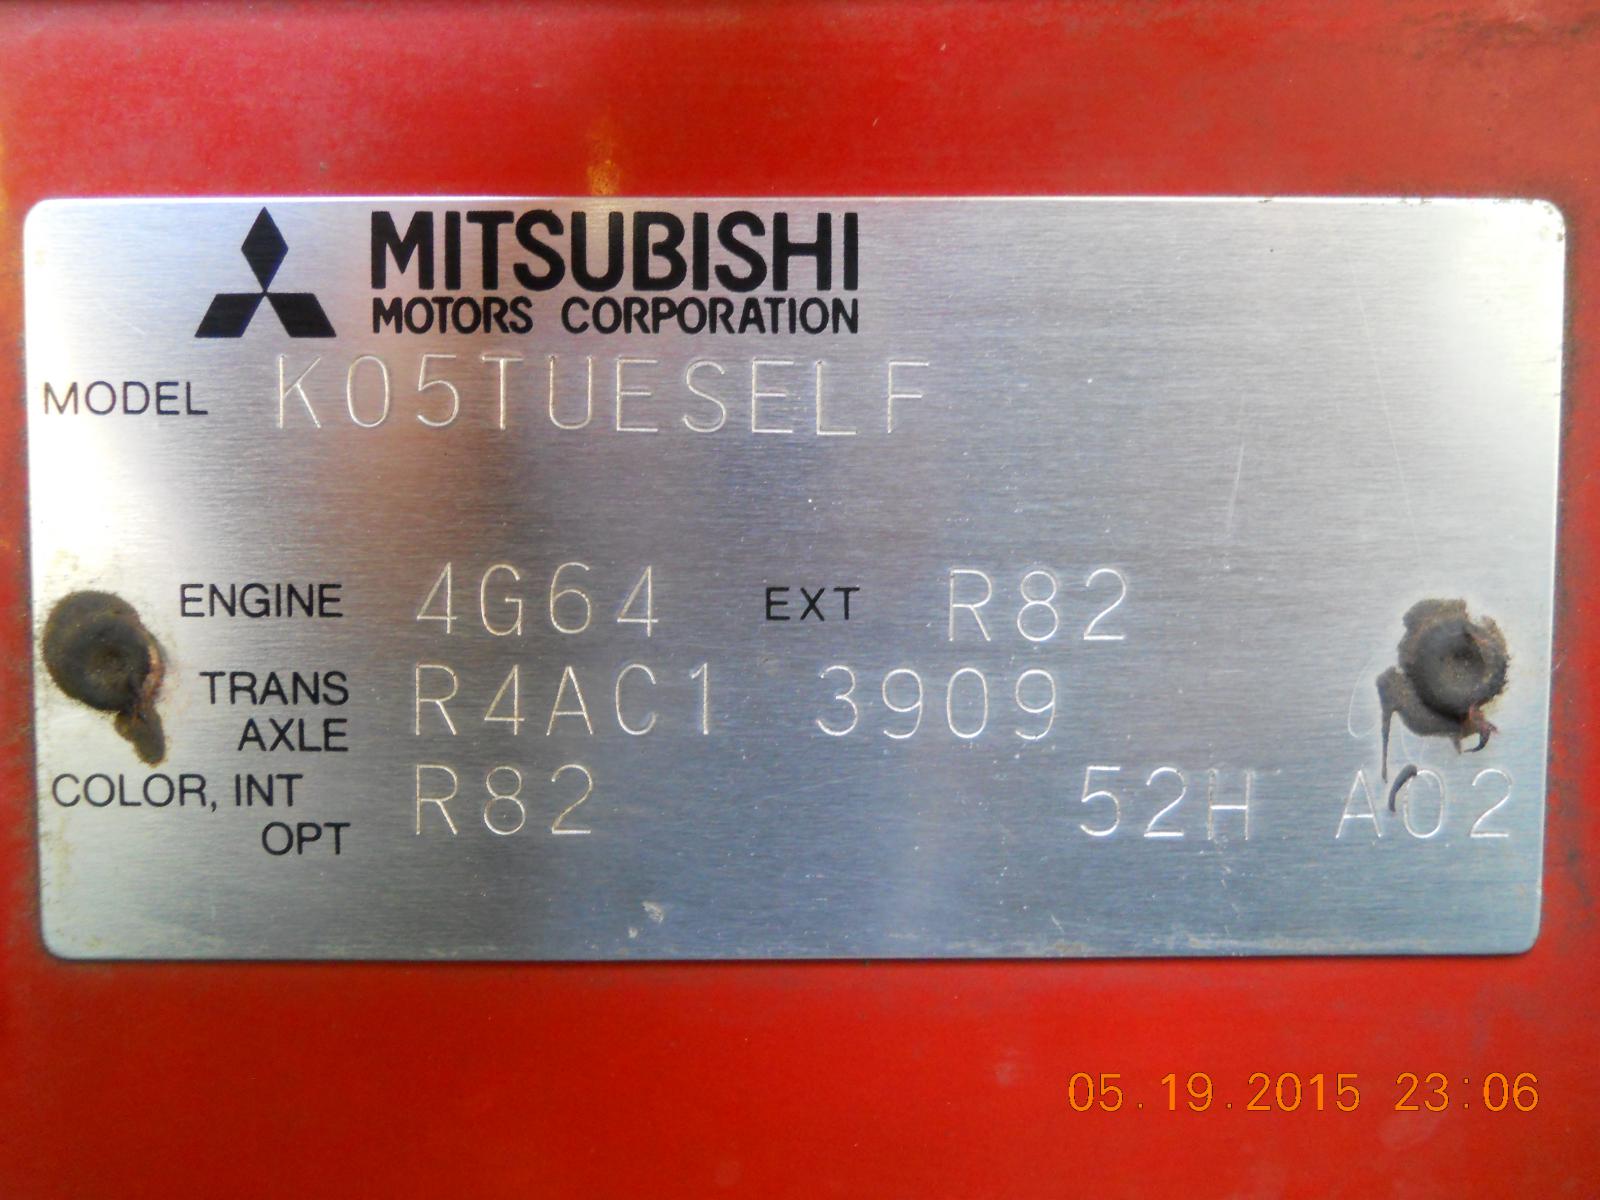 MITSUBISHI
MOTORS CORPORATION
MODEL K05TUESELF
ENGINE 4G64 EXT R82
TRANS AXLE R4AC1 3909
COLOR, INT OPT R82 52H A02
05.19.2015 23:06